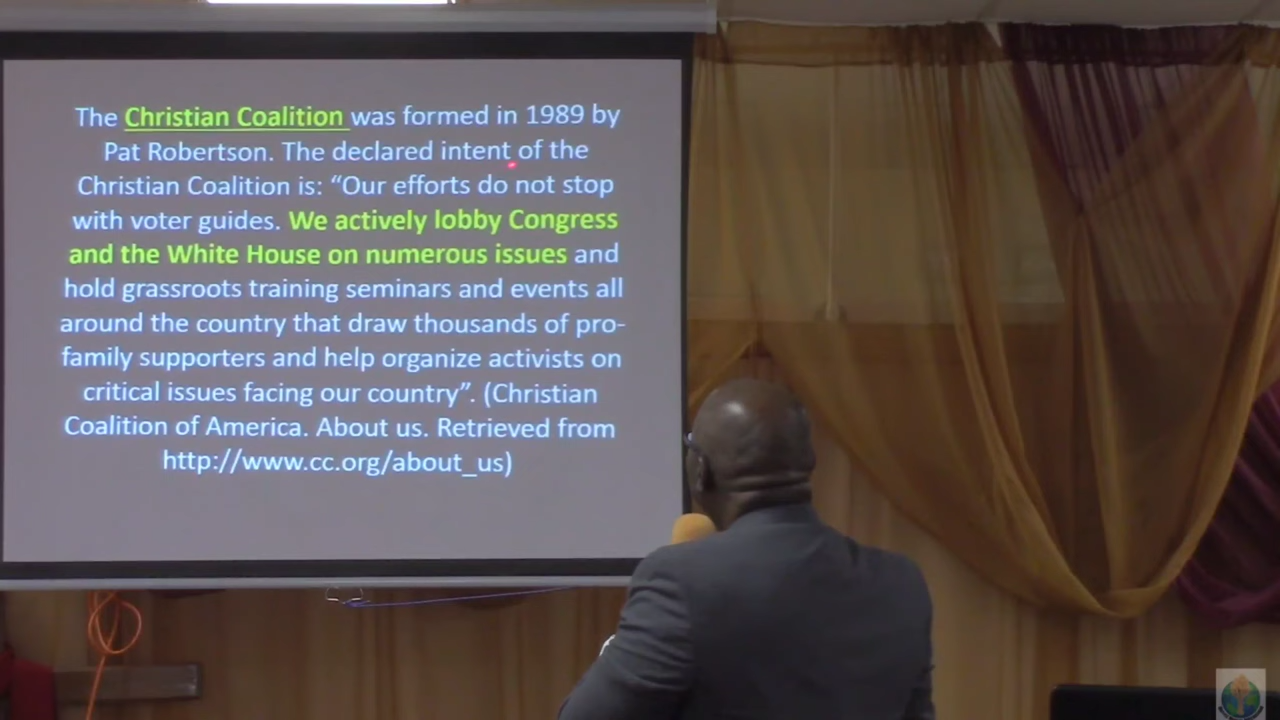 The Christian Coalition was formed in 1989 by
Pat Robertson. The declared intent of the
Christian Coalition is: “Our efforts do not stop
with voter guides. We actively lobby Congress
and the White House on numerous issues and
hold grassroots training seminars and events all
around the country that draw thousands of pro-
family supporters and help organize activists on
critical issues facing our country”. (Christian
Coalition of America. About us. Retrieved from
http://www.cc.org/about_us)